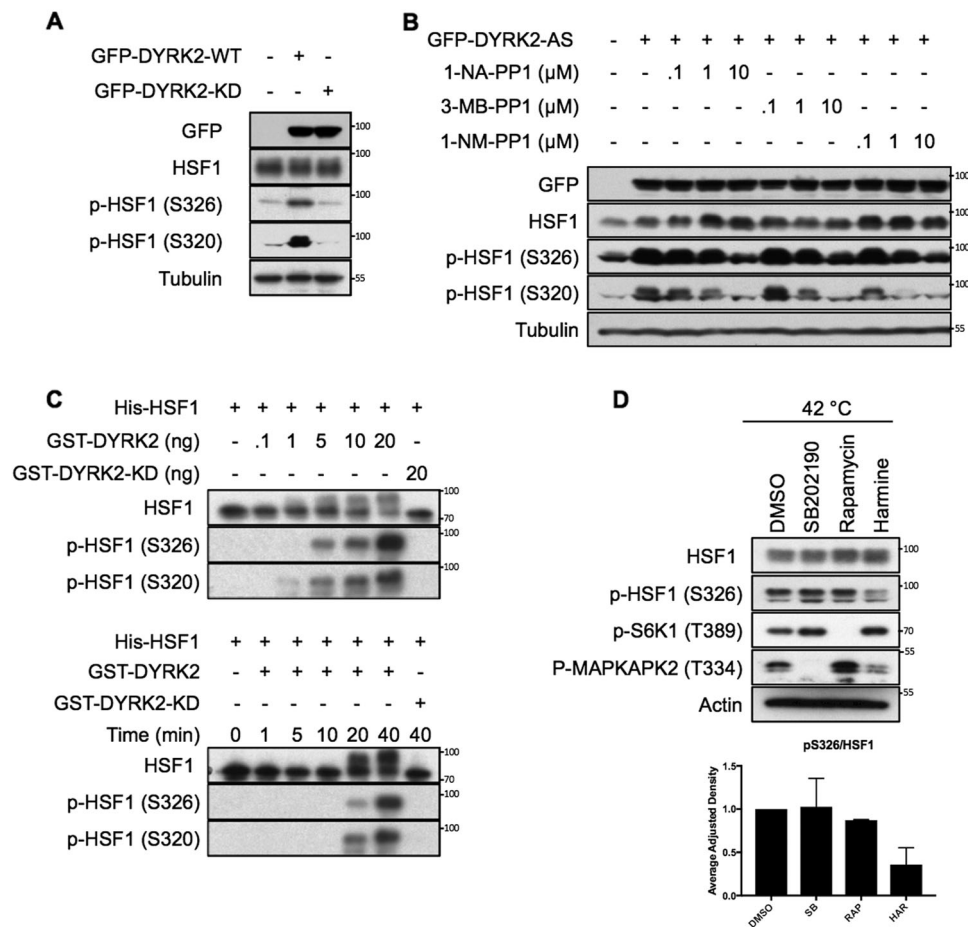 A
GFP-DYRK2-WT - + -
GFP-DYRK2-KD - - +
GFP 100
HSF1 100
p-HSF1 (S326) 100
p-HSF1 (S320) 100
Tubulin 55
B
GFP-DYRK2-AS - + + + + + + + + + +
1-NA-PP1 (µM) - - .1 1 10 - - - - - -
3-MB-PP1 (µM) - - - - - .1 1 10 - - -
1-NM-PP1 (µM) - - - - - - - - .1 1 10
GFP 100
HSF1 100
p-HSF1 (S326) 100
p-HSF1 (S320) 100
Tubulin 55
C
His-HSF1 + + + + + + +
GST-DYRK2 (ng) - .1 1 5 10 20 -
GST-DYRK2-KD (ng) - - - - - - 20
HSF1 100
70
p-HSF1 (S326) 100
p-HSF1 (S320) 100
His-HSF1 + + + + + + +
GST-DYRK2 - + + + + + -
GST-DYRK2-KD - - - - - - +
Time (min) 0 1 5 10 20 40 40
HSF1 100
70
p-HSF1 (S326) 100
p-HSF1 (S320) 100
D
42 °C
DMSO SB202190 Rapamycin Harmine
HSF1 100
p-HSF1 (S326) 100
p-S6K1 (T389) 70
P-MAPKAPK2 (T334) 55
Actin 55
pS326/HSF1
Average Adjusted Density
1.5
1.0
0.5
0.0
DMSO SB RAP HAR